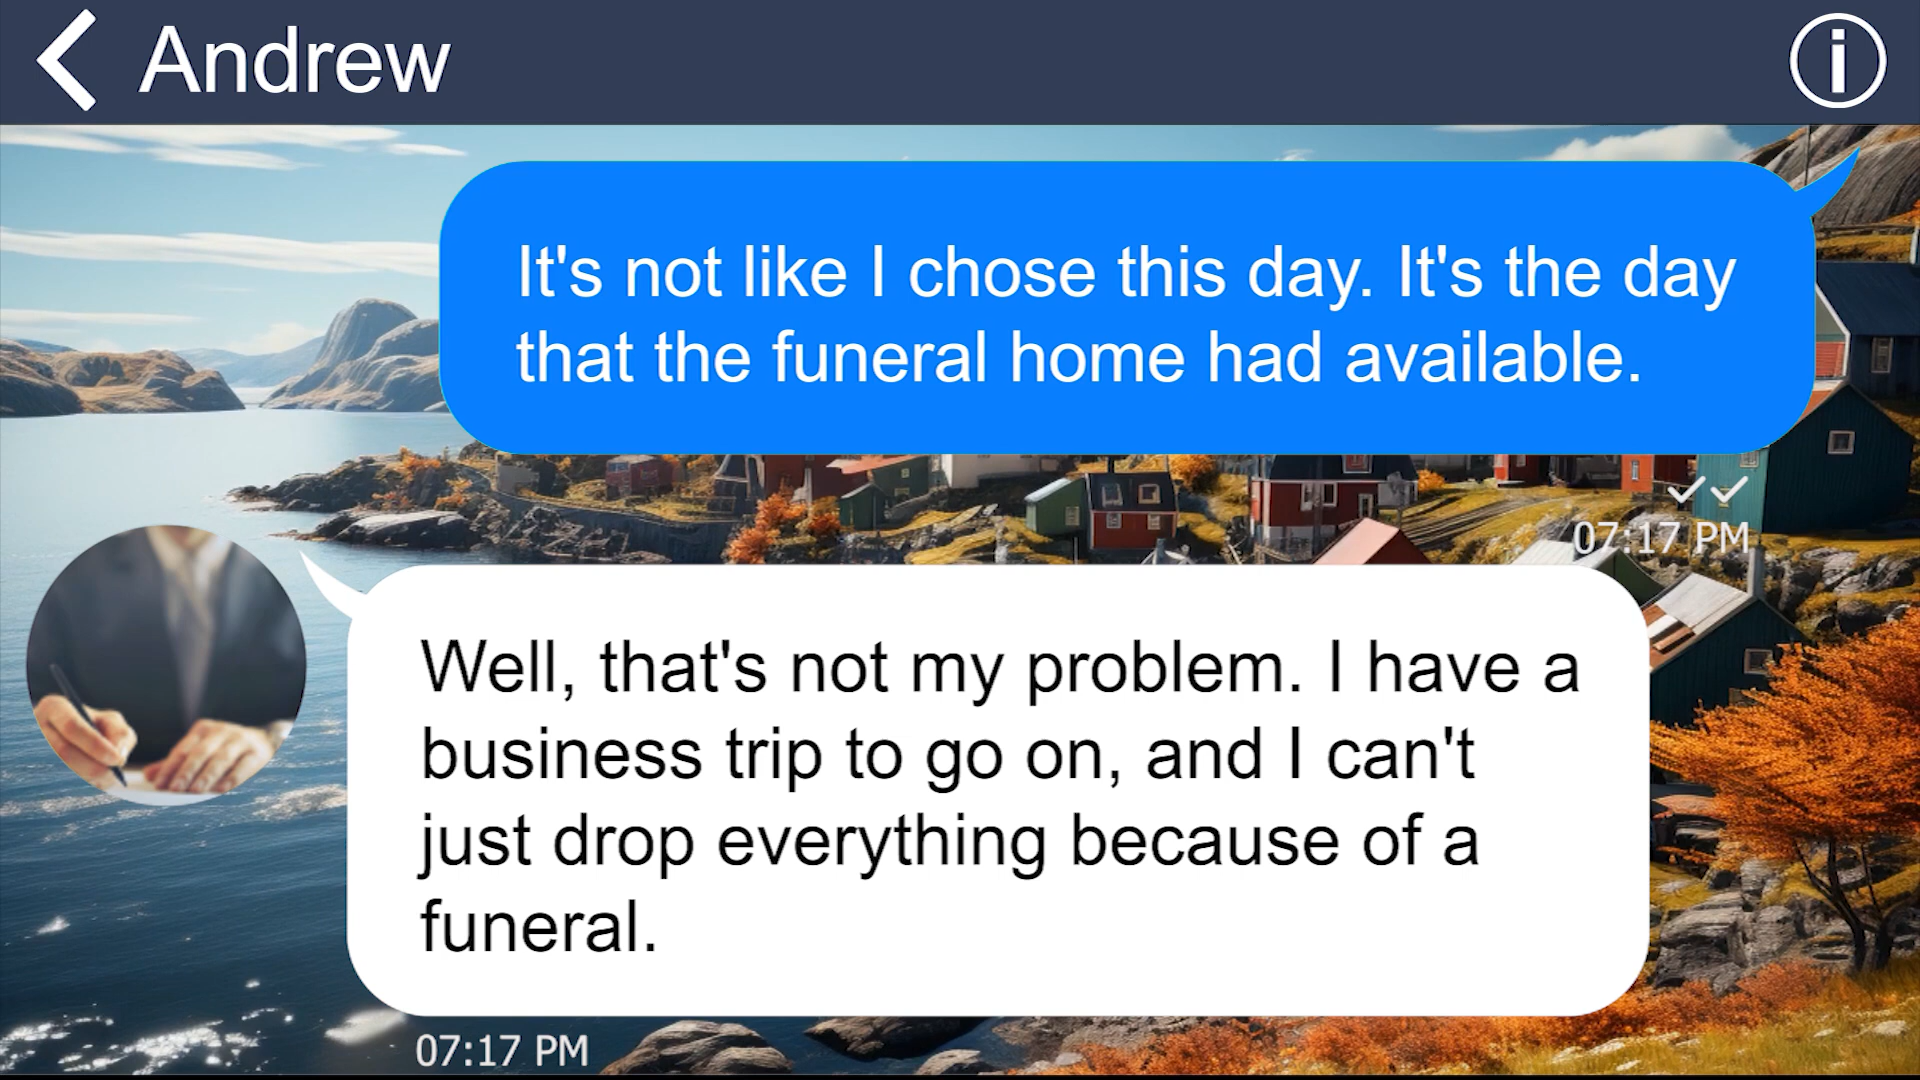 Andrew
It's not like I chose this day. It's the day
that the funeral home had available.
07:17 PM
Well, that's not my problem. I have a
business trip to go on, and I can't
just drop everything because of a
funeral.
07:17 PM